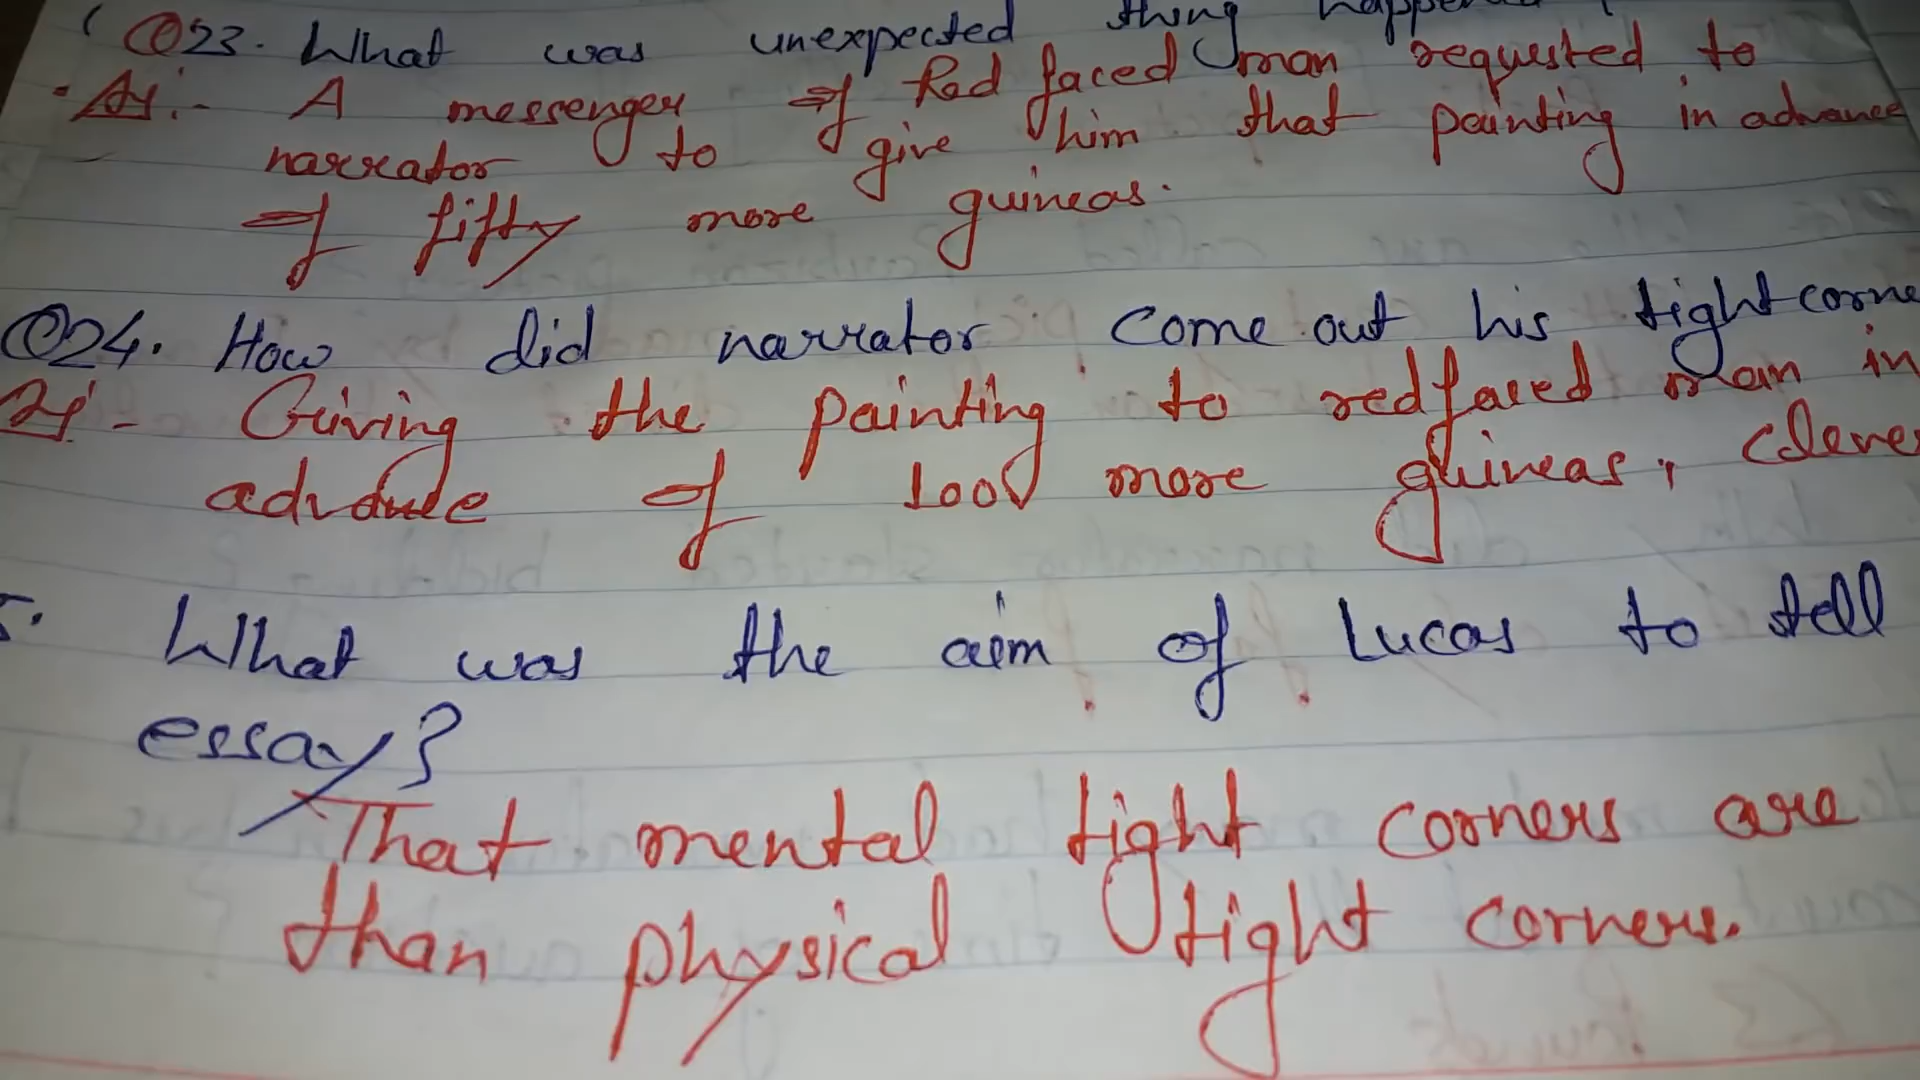 Q23. What was unexpected thing happened
Ans:- A messenger of Red faced man requested to
narrator to give him that painting in advance
of fifty more guineas.
Q24. How did narrator come out his tight corne
Giving the painting to redfaced man in
advance of 100 more guineas, clever
5. What was the aim of Lucas to tell
essay?
That mental tight corners are
than physical tight corners.